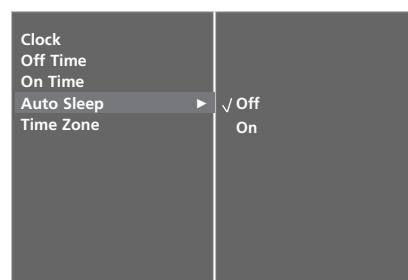 Clock
Off Time
On Time
Auto Sleep ►
Time Zone
√ Off
On